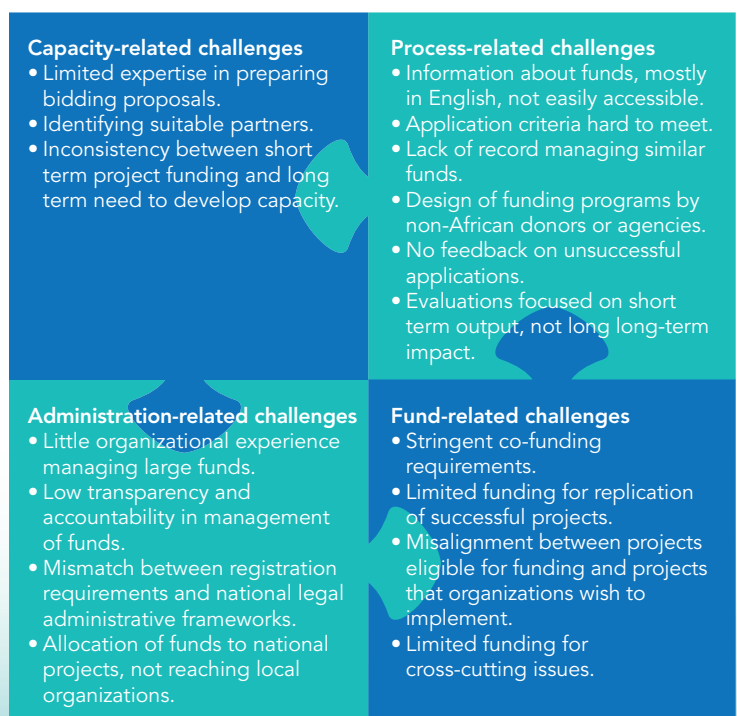 Capacity-related challenges
• Limited expertise in preparing
bidding proposals.
• Identifying suitable partners.
• Inconsistency between short
term project funding and long
term need to develop capacity.
Process-related challenges
• Information about funds, mostly
in English, not easily accessible.
• Application criteria hard to meet.
• Lack of record managing similar
funds.
• Design of funding programs by
non-African donors or agencies.
• No feedback on unsuccessful
applications.
• Evaluations focused on short
term output, not long long-term
impact.
Administration-related challenges
• Little organizational experience
managing large funds.
• Low transparency and
accountability in management
of funds.
• Mismatch between registration
requirements and national legal
administrative frameworks.
• Allocation of funds to national
projects, not reaching local
organizations.
Fund-related challenges
• Stringent co-funding
requirements.
• Limited funding for replication
of successful projects.
• Misalignment between projects
eligible for funding and projects
that organizations wish to
implement.
• Limited funding for
cross-cutting issues.